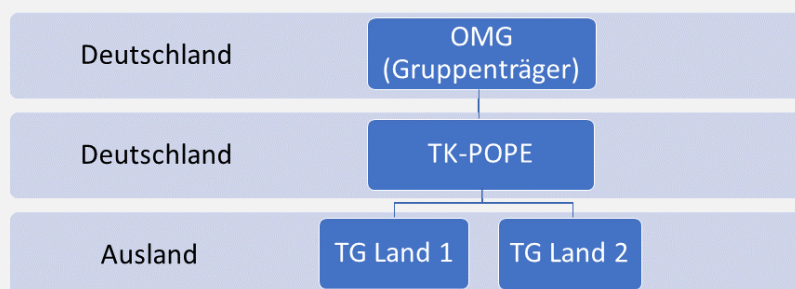 Deutschland
OMG
(Gruppenträger)
Deutschland
TK-POPE
Ausland
TG Land 1
TG Land 2